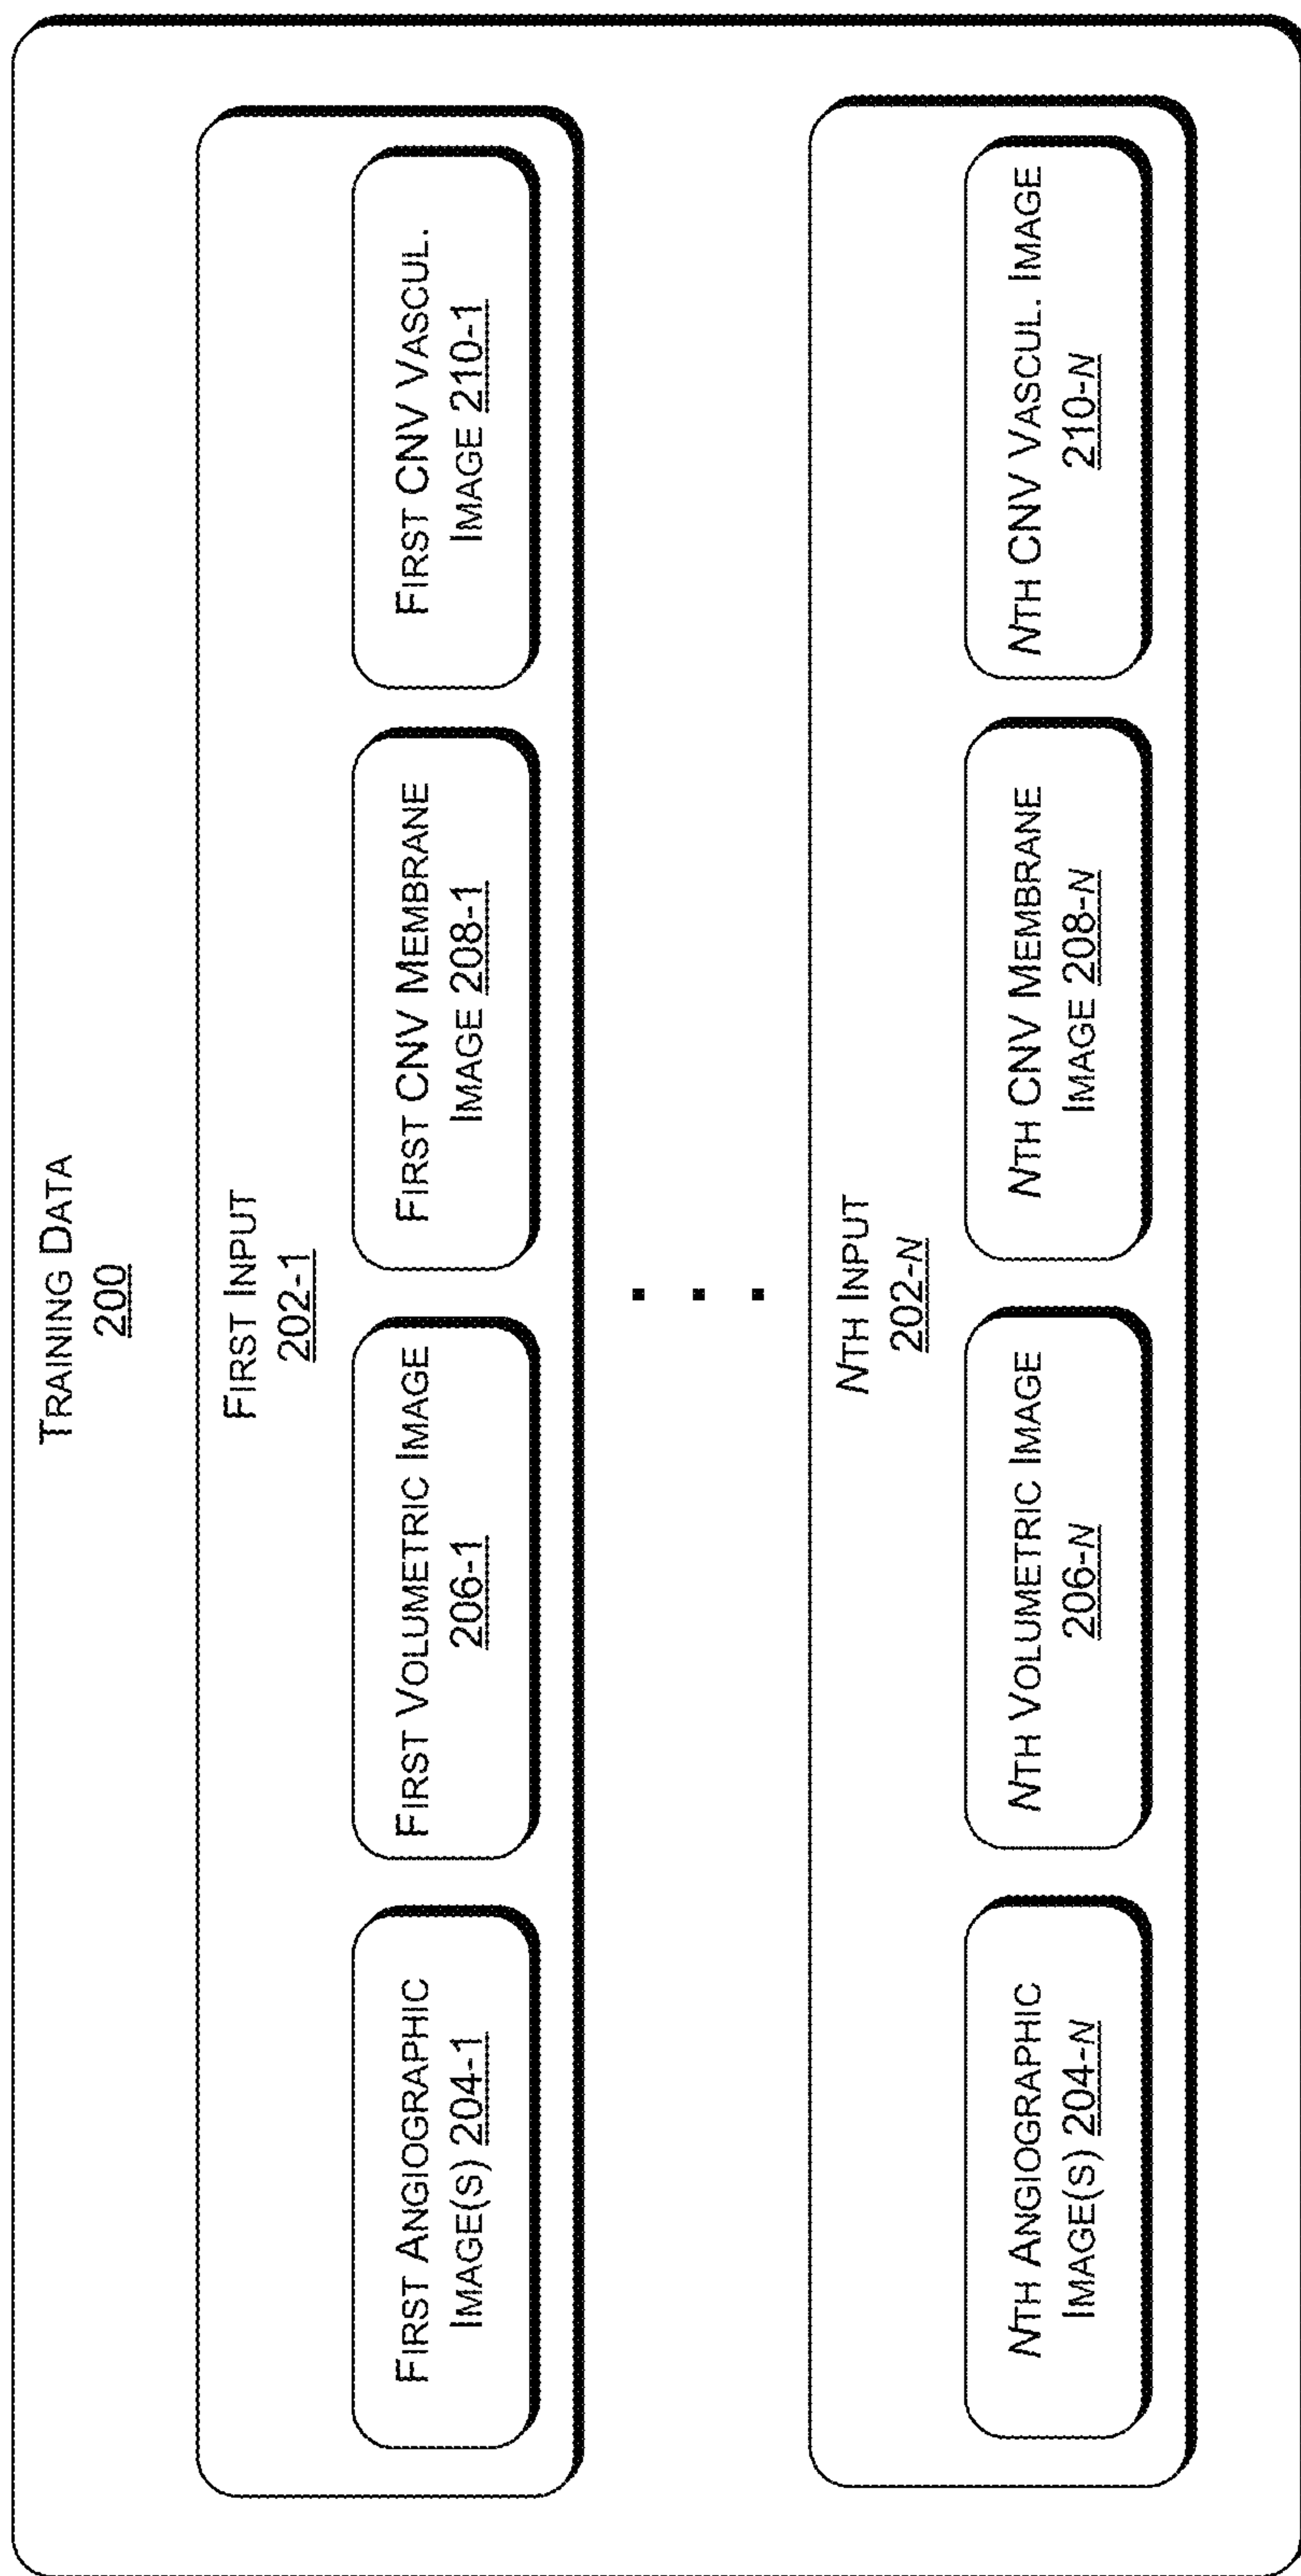 TRAINING DATA
200
FIRST INPUT
202-1
FIRST ANGIOGRAPHIC
IMAGE(S) 204-1
FIRST VOLUMETRIC IMAGE
206-1
FIRST CNV MEMBRANE
IMAGE 208-1
FIRST CNV VASCUL.
IMAGE 210-1
NTH INPUT
202-N
NTH ANGIOGRAPHIC
IMAGE(S) 204-N
NTH VOLUMETRIC IMAGE
206-N
NTH CNV MEMBRANE
IMAGE 208-N
NTH CNV VASCUL. IMAGE
210-N